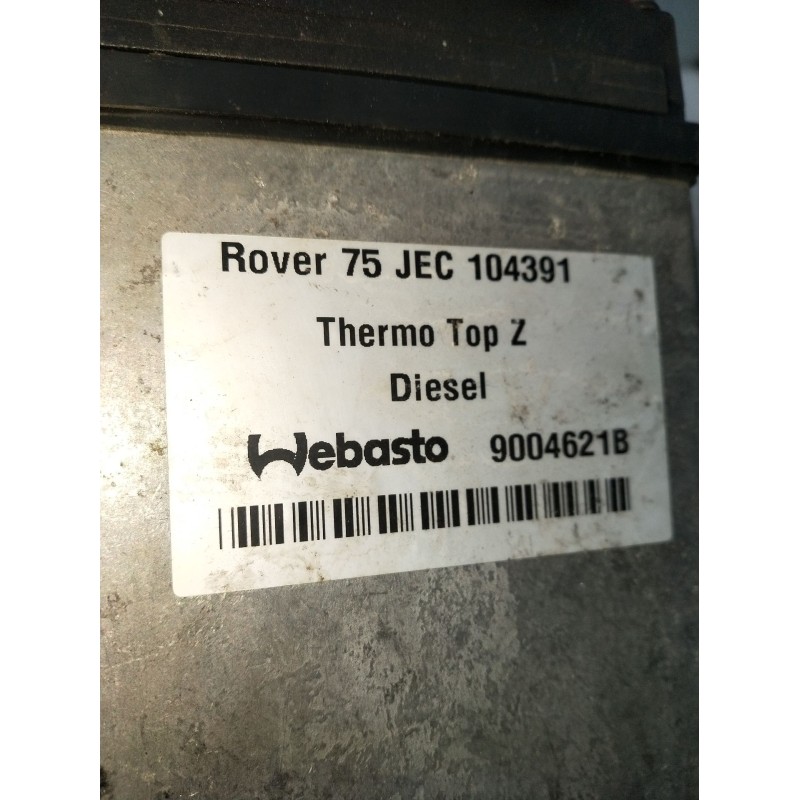 Rover 75 JEC 104391
Thermo Top Z
Diesel
Webasto 9004621B